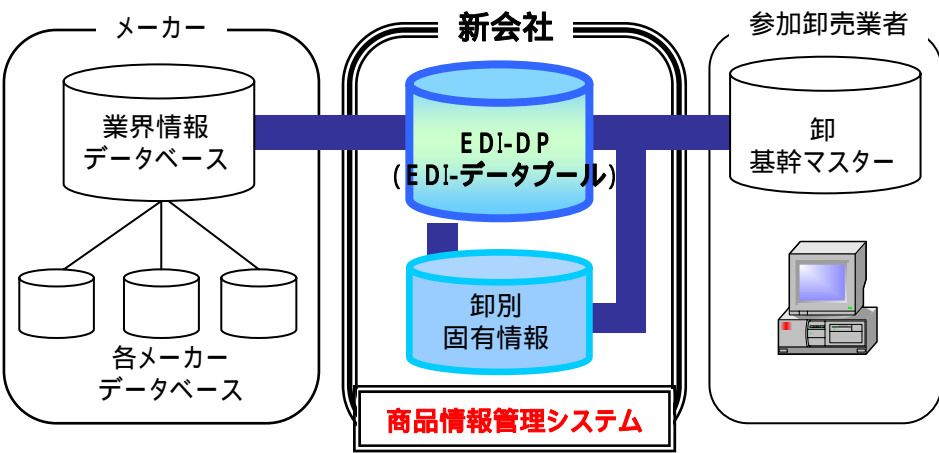 メーカー
業界情報
データベース
各メーカー
データベース
新会社
EDI-DP
(EDI-データプール)
卸別
固有情報
商品情報管理システム
参加卸売業者
卸
基幹マスター